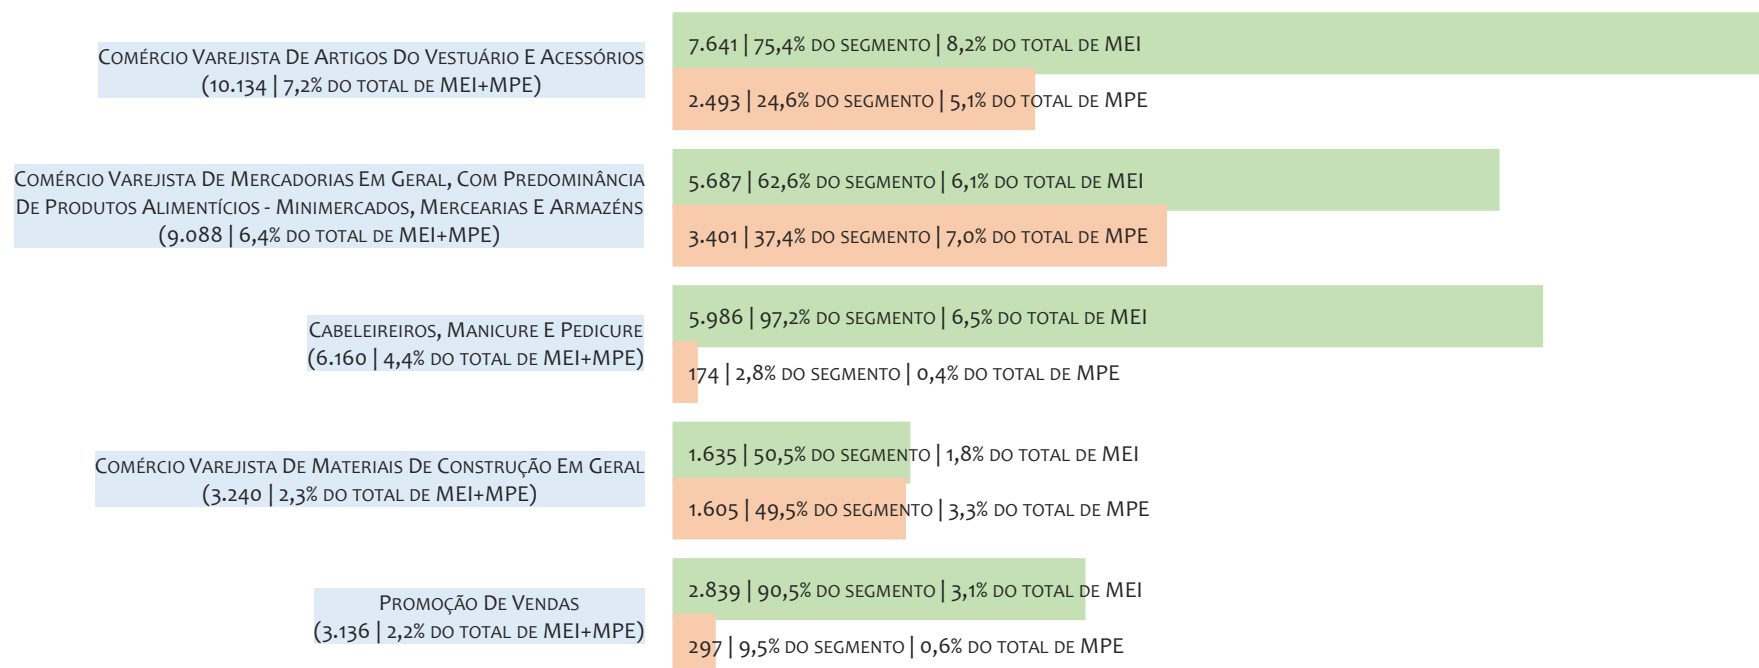 Comércio Varejista De Artigos Do Vestuário E Acessórios
(10.134 | 7,2% do total de MEI+MPE)
7.641 | 75,4% do segmento | 8,2% do total de MEI
2.493 | 24,6% do segmento | 5,1% do total de MPE
Comércio Varejista De Mercadorias Em Geral, Com Predominância
De Produtos Alimentícios - Minimercados, Mercearias E Armazéns
(9.088 | 6,4% do total de MEI+MPE)
5.687 | 62,6% do segmento | 6,1% do total de MEI
3.401 | 37,4% do segmento | 7,0% do total de MPE
Cabeleireiros, Manicure E Pedicure
(6.160 | 4,4% do total de MEI+MPE)
5.986 | 97,2% do segmento | 6,5% do total de MEI
174 | 2,8% do segmento | 0,4% do total de MPE
Comércio Varejista De Materiais De Construção Em Geral
(3.240 | 2,3% do total de MEI+MPE)
1.635 | 50,5% do segmento | 1,8% do total de MEI
1.605 | 49,5% do segmento | 3,3% do total de MPE
Promoção De Vendas
(3.136 | 2,2% do total de MEI+MPE)
2.839 | 90,5% do segmento | 3,1% do total de MEI
297 | 9,5% do segmento | 0,6% do total de MPE